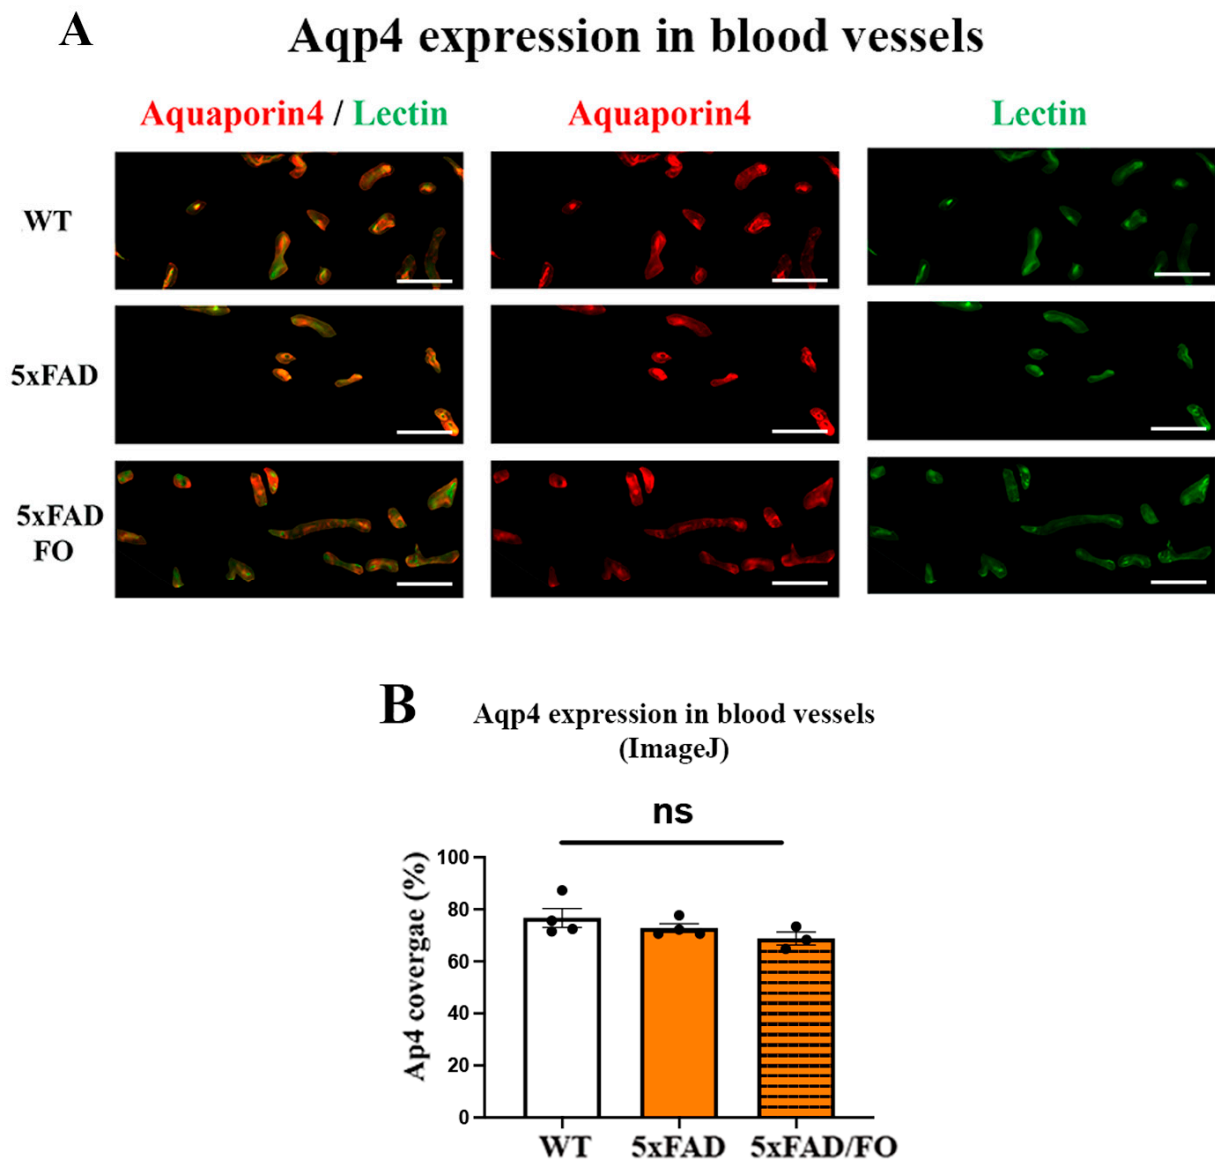 A
Aqp4 expression in blood vessels
Aquaporin4 / Lectin
Aquaporin4
Lectin
WT
5xFAD
5xFAD
FO
B
Aqp4 expression in blood vessels
(ImageJ)
ns
Ap4 covergae (%)
100
80
60
40
20
0
WT
5xFAD
5xFAD/FO